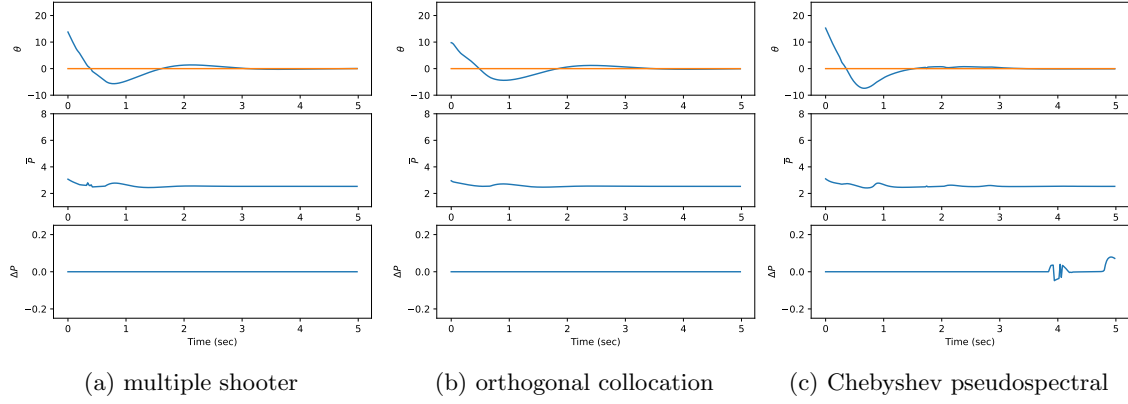 20
10
0
−10
θ
0 1 2 3 4 5
8
6
4
2
P̅
0 1 2 3 4 5
0.2
0.0
−0.2
ΔP
0 1 2 3 4 5
Time (sec)
(a) multiple shooter
20
10
0
−10
θ
0 1 2 3 4 5
8
6
4
2
P̅
0 1 2 3 4 5
0.2
0.0
−0.2
ΔP
0 1 2 3 4 5
Time (sec)
(b) orthogonal collocation
20
10
0
−10
θ
0 1 2 3 4 5
8
6
4
2
P̅
0 1 2 3 4 5
0.2
0.0
−0.2
ΔP
0 1 2 3 4 5
Time (sec)
(c) Chebyshev pseudospectral